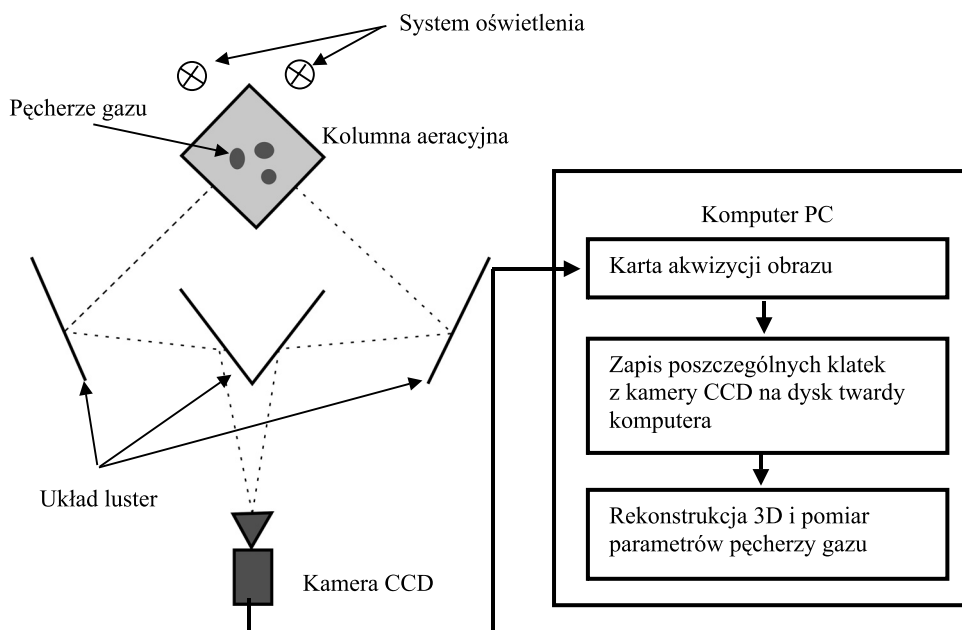 System oświetlenia
Pęcherze gazu
Kolumna aeracyjna
Układ luster
Kamera CCD
Komputer PC
Karta akwizycji obrazu
Zapis poszczególnych klatek
z kamery CCD na dysk twardy
komputera
Rekonstrukcja 3D i pomiar
parametrów pęcherzy gazu